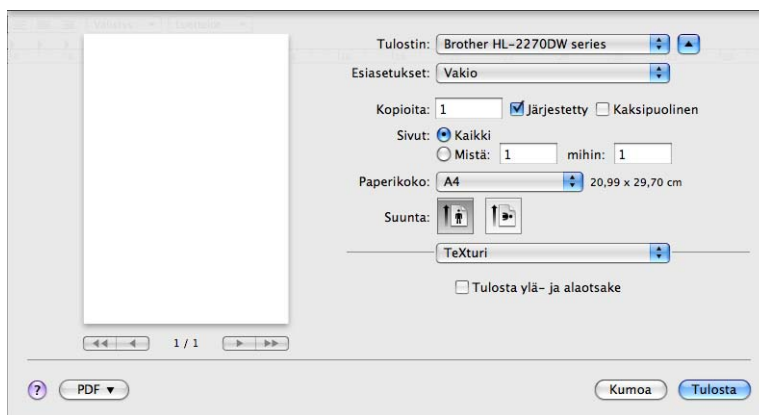 Tulostin: Brother HL-2270DW series
Esiasetukset: Vakio
Kopioita: 1 Järjestetty Kaksipuolinen
Sivut: Kaikki
Mistä: 1 mihin: 1
Paperikoko: A4 20,99 x 29,70 cm
Suunta:
TeXturi
Tulosta ylä- ja alaotsake
1 / 1
? PDF ▼ Kumoa Tulosta